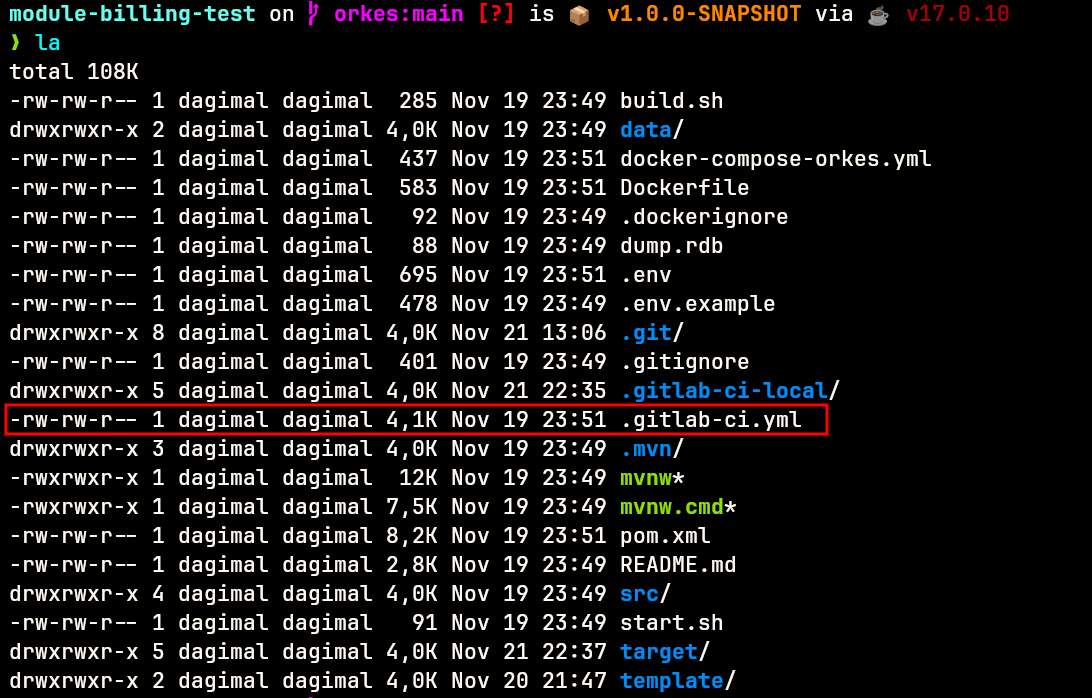 module-billing-test on orkes:main [?] is 📦 v1.0.0-SNAPSHOT via ☕ v17.0.10
❯ la
total 108K
-rw-rw-r-- 1 dagimal dagimal  285 Nov 19 23:49 build.sh
drwxrwxr-x 2 dagimal dagimal 4,0K Nov 19 23:49 data/
-rw-rw-r-- 1 dagimal dagimal  437 Nov 19 23:51 docker-compose-orkes.yml
-rw-rw-r-- 1 dagimal dagimal  583 Nov 19 23:51 Dockerfile
-rw-rw-r-- 1 dagimal dagimal   92 Nov 19 23:49 .dockerignore
-rw-rw-r-- 1 dagimal dagimal   88 Nov 19 23:49 dump.rdb
-rw-rw-r-- 1 dagimal dagimal  695 Nov 19 23:51 .env
-rw-rw-r-- 1 dagimal dagimal  478 Nov 19 23:49 .env.example
drwxrwxr-x 8 dagimal dagimal 4,0K Nov 21 13:06 .git/
-rw-rw-r-- 1 dagimal dagimal  401 Nov 19 23:49 .gitignore
drwxrwxr-x 5 dagimal dagimal 4,0K Nov 21 22:35 .gitlab-ci-local/
-rw-rw-r-- 1 dagimal dagimal 4,1K Nov 19 23:51 .gitlab-ci.yml
drwxrwxr-x 3 dagimal dagimal 4,0K Nov 19 23:49 .mvn/
-rwxrwxr-x 1 dagimal dagimal  12K Nov 19 23:49 mvnw*
-rwxrwxr-x 1 dagimal dagimal 7,5K Nov 19 23:49 mvnw.cmd*
-rw-rw-r-- 1 dagimal dagimal 8,2K Nov 19 23:51 pom.xml
-rw-rw-r-- 1 dagimal dagimal 2,8K Nov 19 23:49 README.md
drwxrwxr-x 4 dagimal dagimal 4,0K Nov 19 23:49 src/
-rw-rw-r-- 1 dagimal dagimal   91 Nov 19 23:49 start.sh
drwxrwxr-x 5 dagimal dagimal 4,0K Nov 21 22:37 target/
drwxrwxr-x 2 dagimal dagimal 4,0K Nov 20 21:47 template/